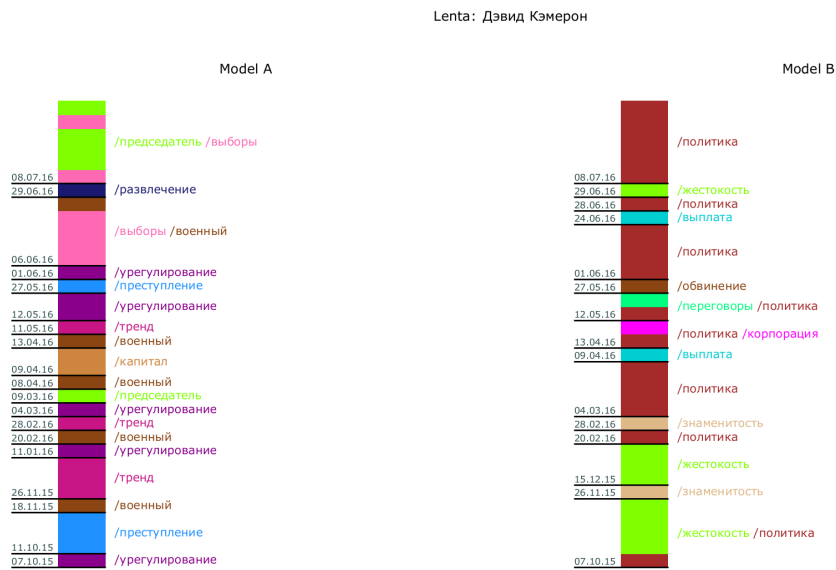 Lenta: Дэвид Кэмерон
Model A
/председатель /выборы
08.07.16
/развлечение
29.06.16
/выборы /военный
06.06.16
/урегулирование
01.06.16
/преступление
27.05.16
/урегулирование
12.05.16
/тренд
11.05.16
/военный
13.04.16
/капитал
09.04.16
/военный
08.04.16
/председатель
09.03.16
/урегулирование
04.03.16
/тренд
28.02.16
/военный
20.02.16
/урегулирование
11.01.16
/тренд
26.11.15
/военный
18.11.15
/преступление
11.10.15
/урегулирование
07.10.15
Model B
/политика
08.07.16
/жестокость
29.06.16
/политика
28.06.16
/выплата
24.06.16
/политика
01.06.16
/обвинение
27.05.16
/переговоры /политика
12.05.16
/политика /корпорация
13.04.16
/выплата
09.04.16
/политика
04.03.16
/знаменитость
28.02.16
/политика
20.02.16
/жестокость
15.12.15
/знаменитость
26.11.15
/жестокость /политика
07.10.15